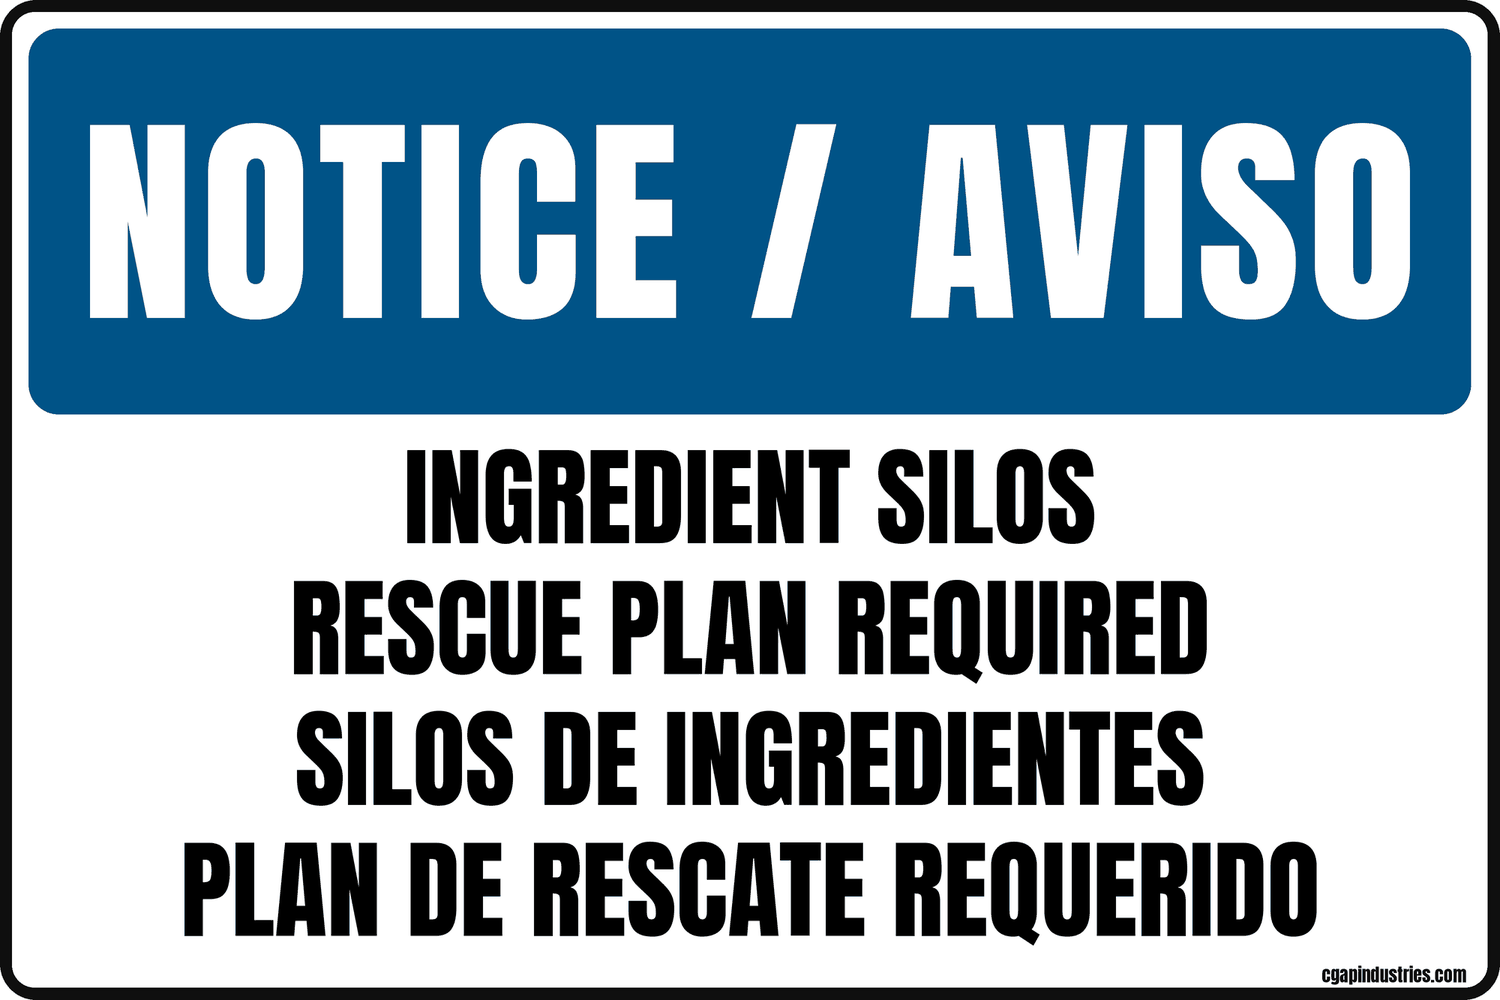 NOTICE / AVISO
INGREDIENT SILOS
RESCUE PLAN REQUIRED
SILOS DE INGREDIENTES
PLAN DE RESCATE REQUERIDO
cgapindustries.com